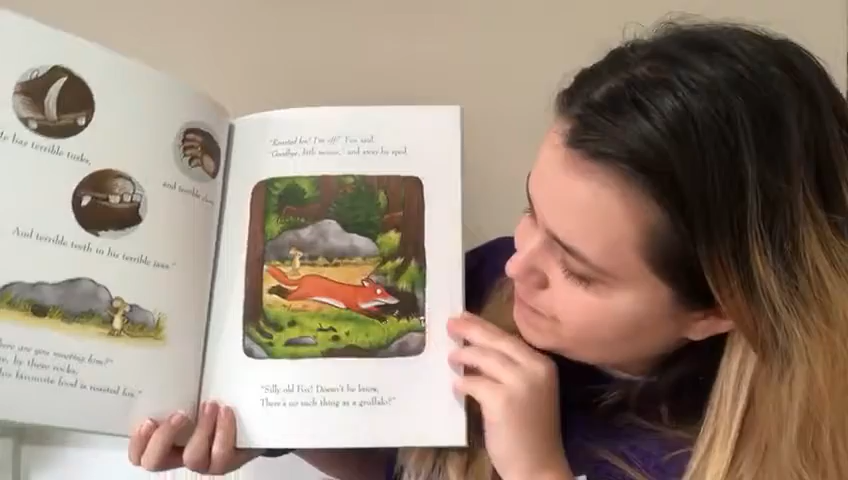 He has terrible tusks,
and terrible claws,
And terrible teeth in his terrible jaws."
here are you meeting him?"
re, by these rocks,
his favourite food is roasted fox."
"Roasted fox! I'm off!" Fox said.
"Goodbye, little mouse," and away he sped.
"Silly old Fox! Doesn't he know,
There's no such thing as a gruffalo?"